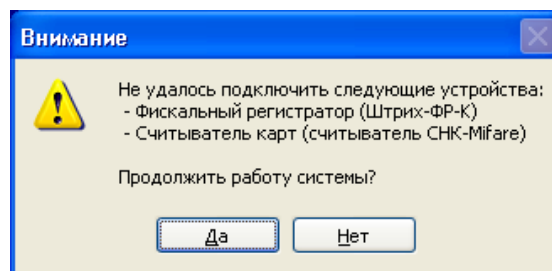 Внимание
Не удалось подключить следующие устройства:
- Фискальный регистратор (Штрих-ФР-К)
- Считыватель карт (считыватель СНК-Mifare)
Продолжить работу системы?
Да
Нет